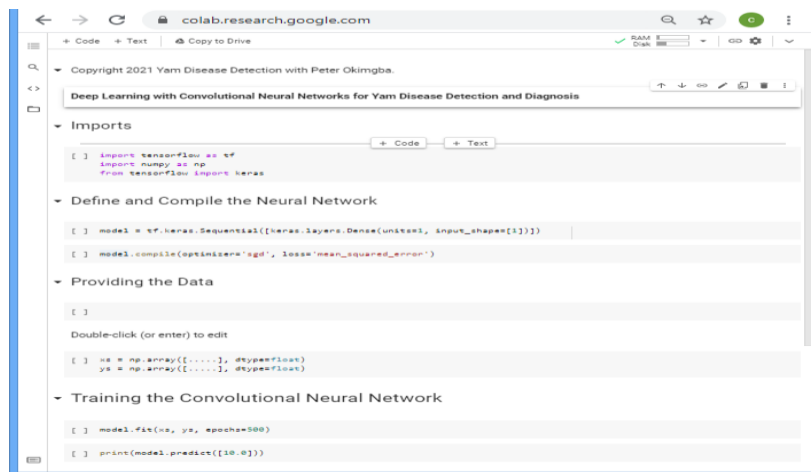 colab.research.google.com
c
+ Code + Text Copy to Drive
RAM
Disk
Copyright 2021 Yam Disease Detection with Peter Okimgba.
Deep Learning with Convolutional Neural Networks for Yam Disease Detection and Diagnosis
Imports
+ Code + Text
[ ] import tensorflow as tf
import numpy as np
from tensorflow import keras
Define and Compile the Neural Network
[ ] model = tf.keras.Sequential([keras.layers.Dense(units=1, input_shape=[1])])
[ ] model.compile(optimizer='sgd', loss='mean_squared_error')
Providing the Data
[ ]
Double-click (or enter) to edit
[ ] xs = np.array([.....], dtype=float)
ys = np.array([.....], dtype=float)
Training the Convolutional Neural Network
[ ] model.fit(xs, ys, epochs=500)
[ ] print(model.predict([10.0]))